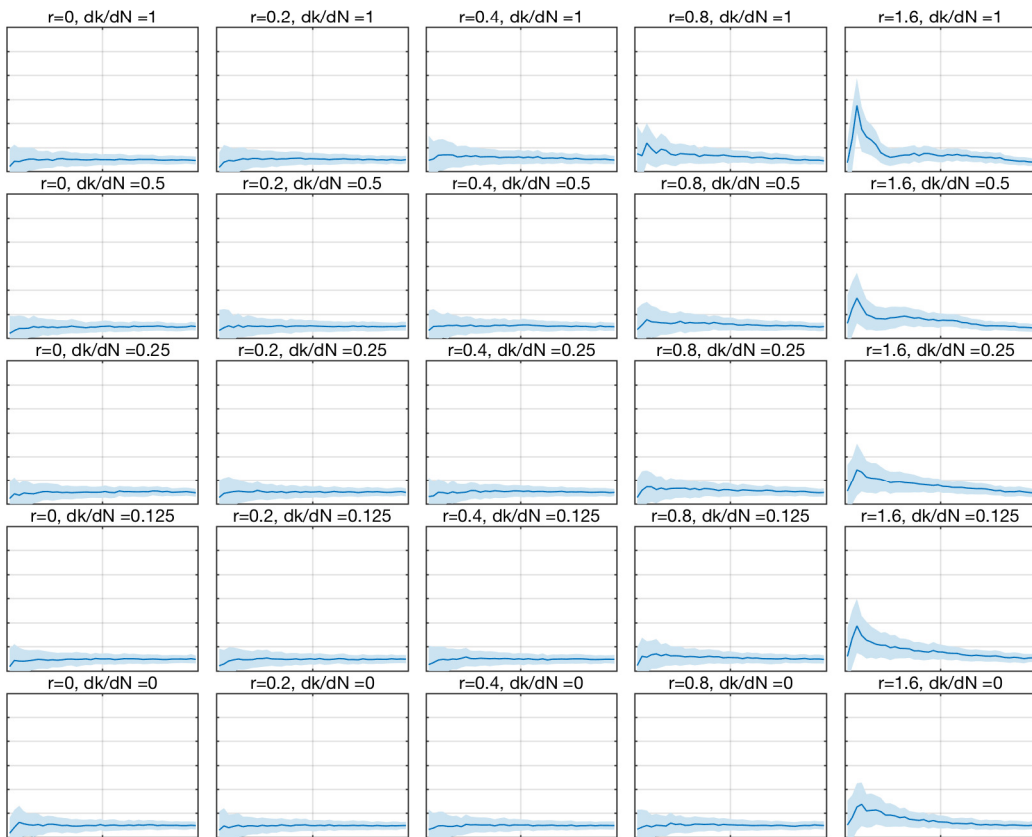 r=0, dk/dN =1
r=0.2, dk/dN =1
r=0.4, dk/dN =1
r=0.8, dk/dN =1
r=1.6, dk/dN =1
r=0, dk/dN =0.5
r=0.2, dk/dN =0.5
r=0.4, dk/dN =0.5
r=0.8, dk/dN =0.5
r=1.6, dk/dN =0.5
r=0, dk/dN =0.25
r=0.2, dk/dN =0.25
r=0.4, dk/dN =0.25
r=0.8, dk/dN =0.25
r=1.6, dk/dN =0.25
r=0, dk/dN =0.125
r=0.2, dk/dN =0.125
r=0.4, dk/dN =0.125
r=0.8, dk/dN =0.125
r=1.6, dk/dN =0.125
r=0, dk/dN =0
r=0.2, dk/dN =0
r=0.4, dk/dN =0
r=0.8, dk/dN =0
r=1.6, dk/dN =0